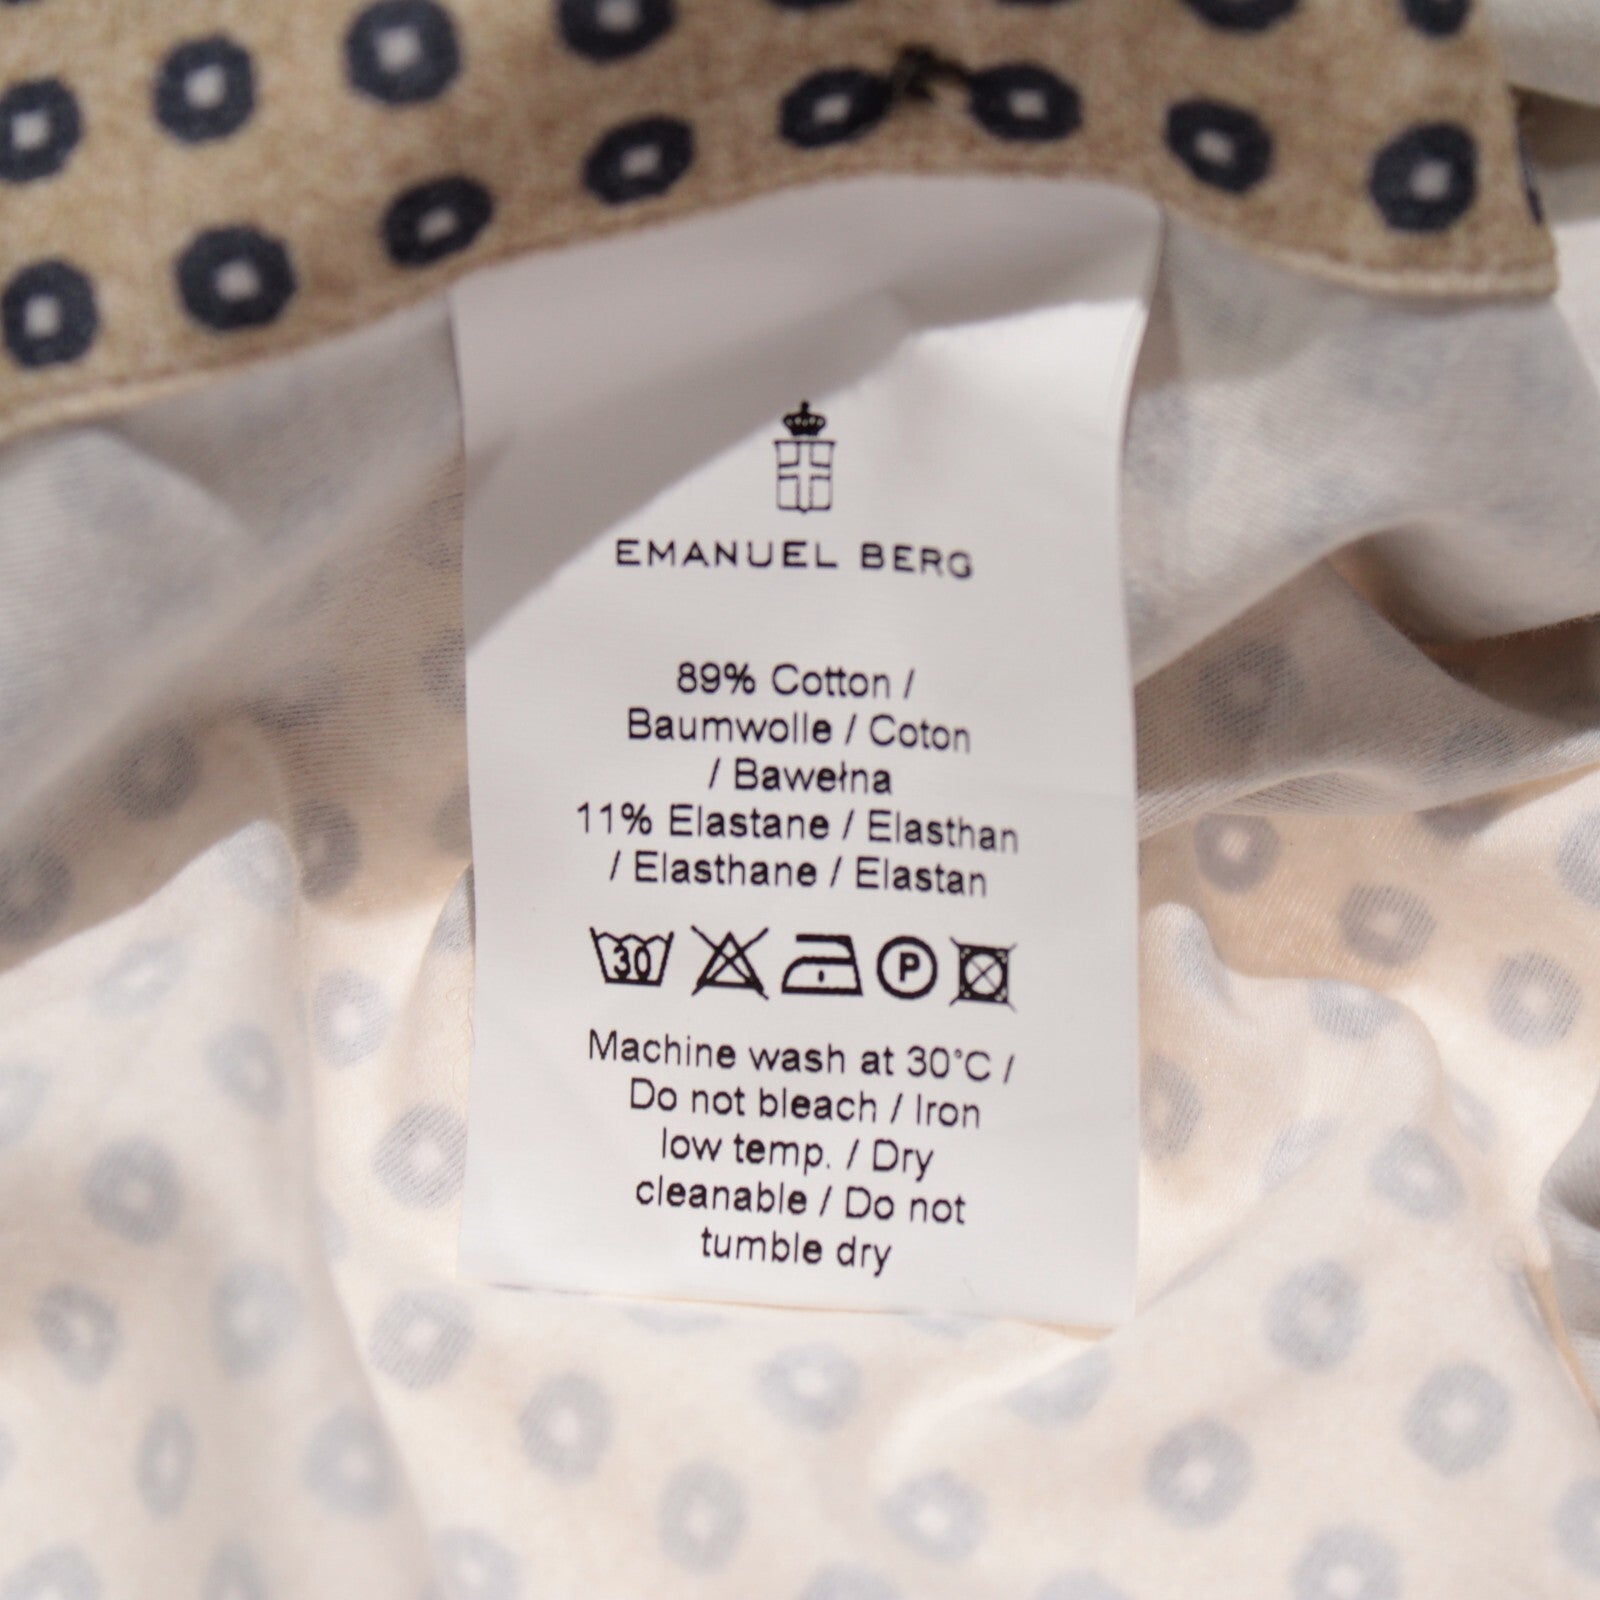 EMANUEL BERG
89% Cotton /
Baumwolle / Coton
/ Bawełna
11% Elastane / Elasthan
/ Elasthane / Elastan
30 P
Machine wash at 30°C /
Do not bleach / Iron
low temp. / Dry
cleanable / Do not
tumble dry